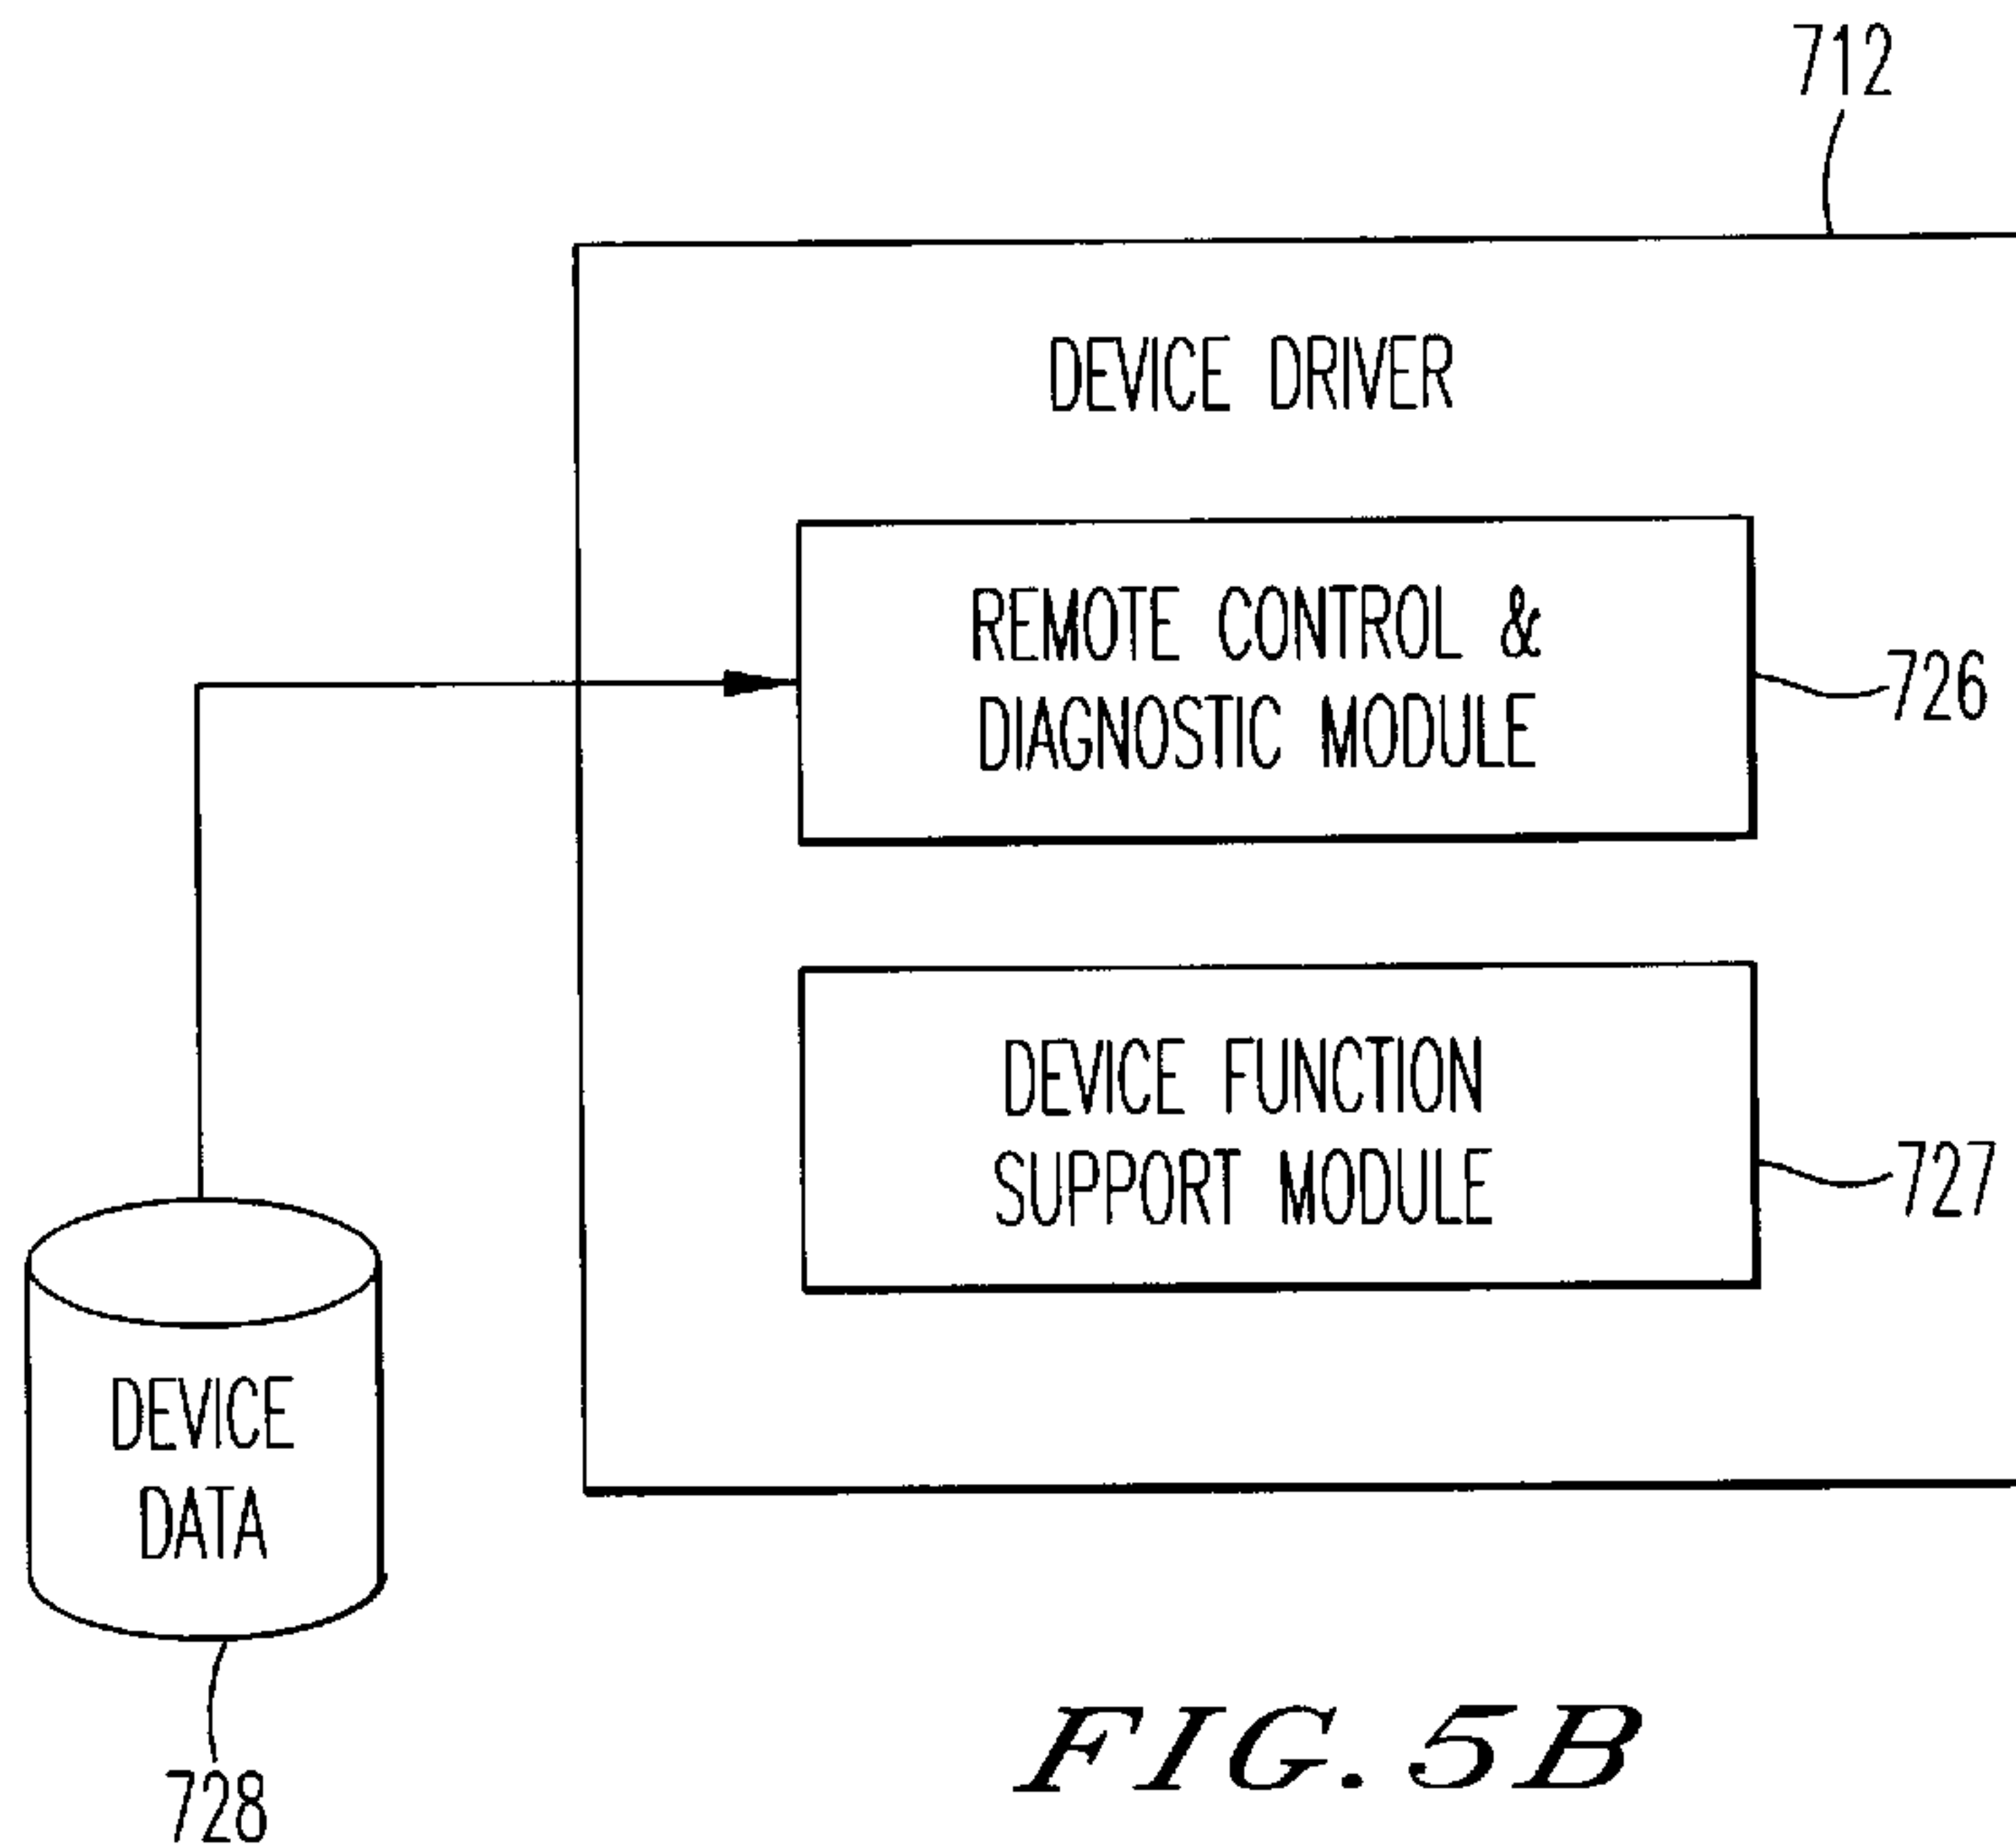 712
DEVICE DRIVER
REMOTE CONTROL &
DIAGNOSTIC MODULE
726
DEVICE FUNCTION
SUPPORT MODULE
727
DEVICE
DATA
728
FIG. 5B